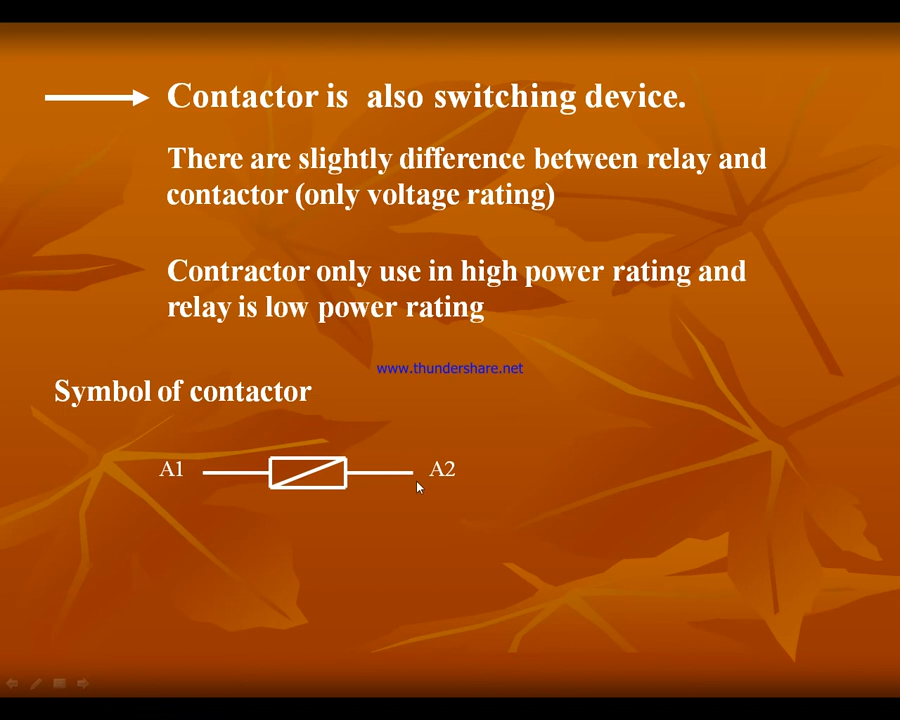 Contactor is also switching device.
There are slightly difference between relay and
contactor (only voltage rating)
Contractor only use in high power rating and
relay is low power rating
www.thundershare.net
Symbol of contactor
A1 A2